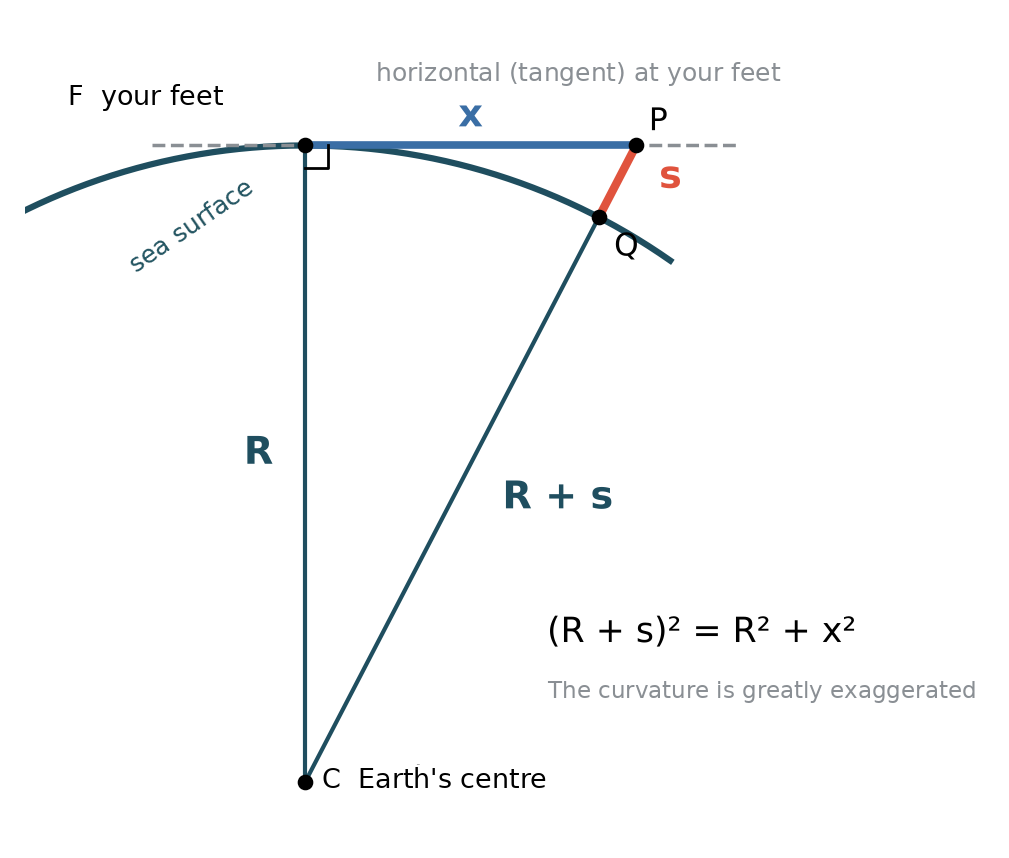 horizontal (tangent) at your feet
F  your feet
x
P
s
sea surface
Q
R
R + s
(R + s)² = R² + x²
The curvature is greatly exaggerated
C  Earth's centre